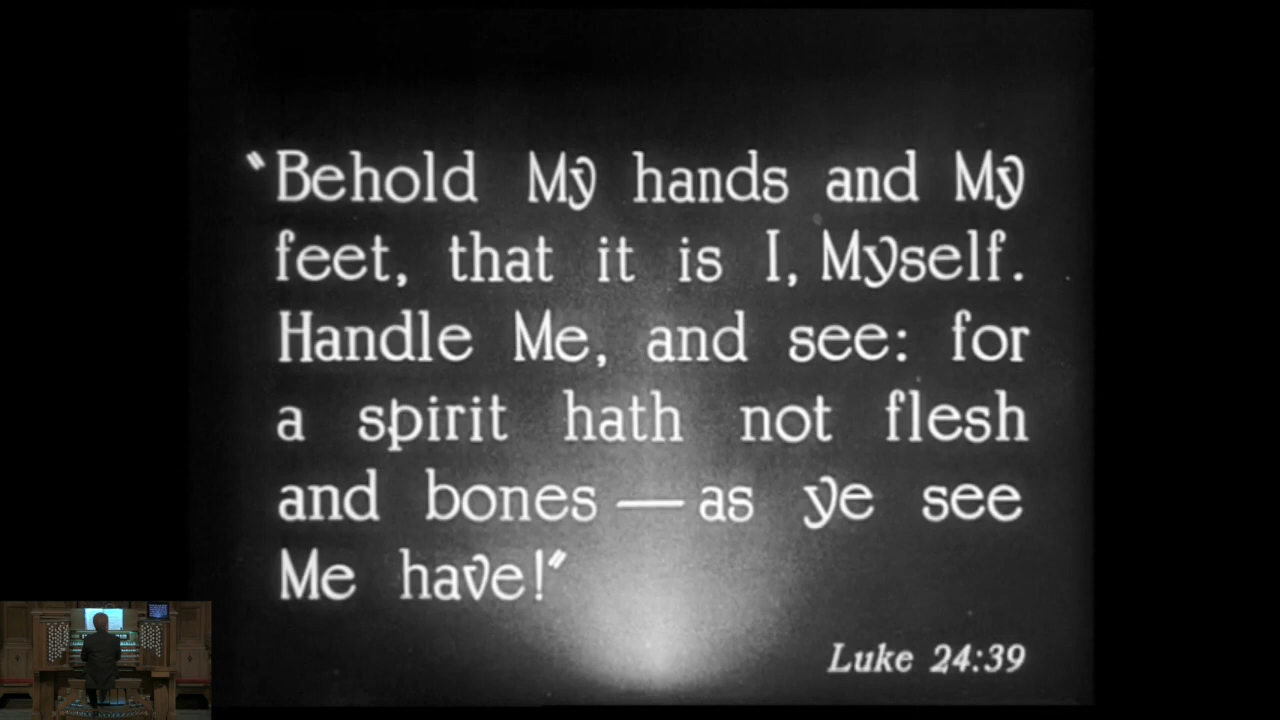 "Behold My hands and My
feet, that it is I, Myself.
Handle Me, and see: for
a spirit hath not flesh
and bones — as ye see
Me have!"
Luke 24:39